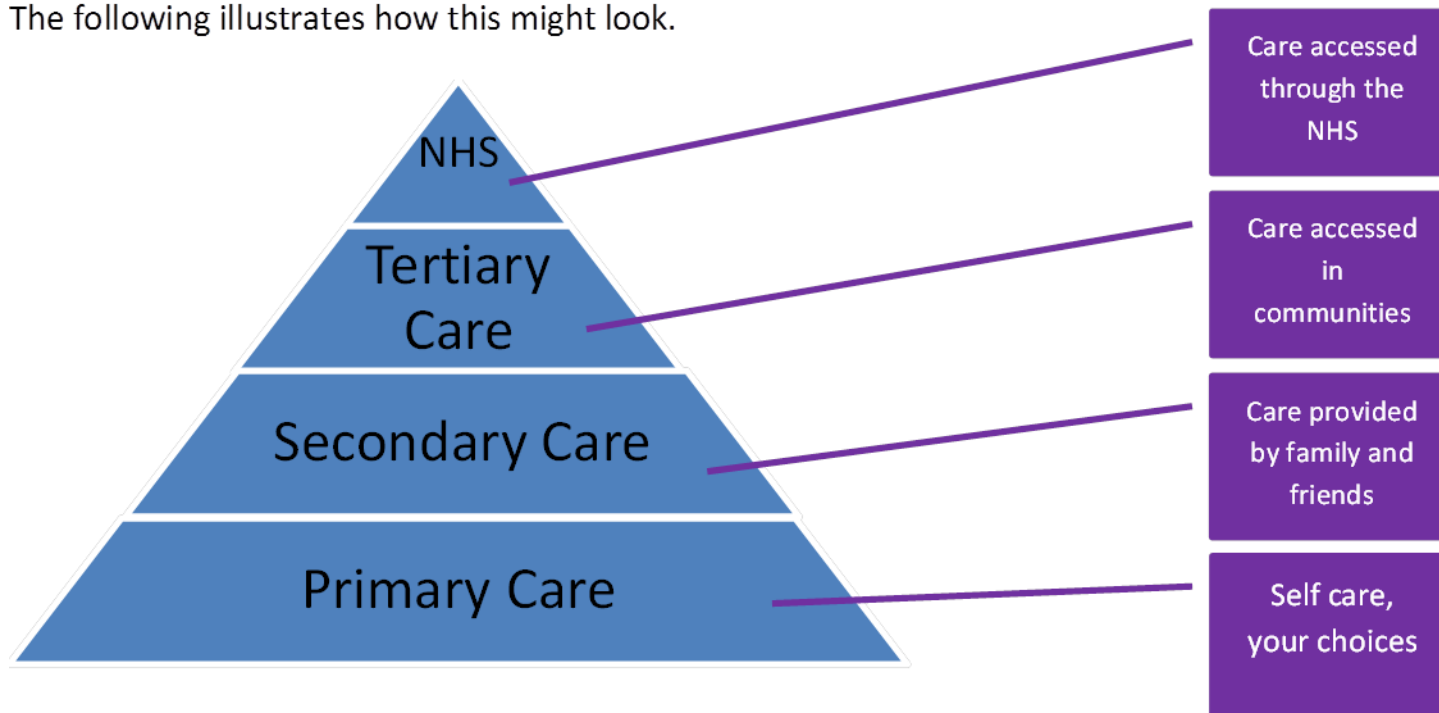 The following illustrates how this might look.
NHS
Tertiary
Care
Secondary Care
Primary Care
Care accessed
through the
NHS
Care accessed
in
communities
Care provided
by family and
friends
Self care,
your choices